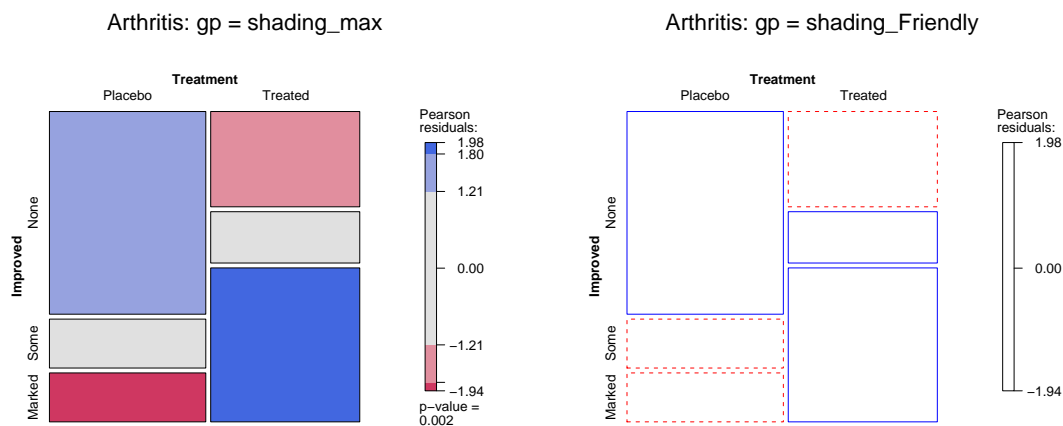 Arthritis: gp = shading_max
Treatment
Placebo
Treated
Improved
None
Some
Marked
Pearson
residuals:
1.98
1.80
1.21
0.00
−1.21
−1.94
p−value =
0.002
Arthritis: gp = shading_Friendly
Treatment
Placebo
Treated
Improved
None
Some
Marked
Pearson
residuals:
1.98
0.00
−1.94